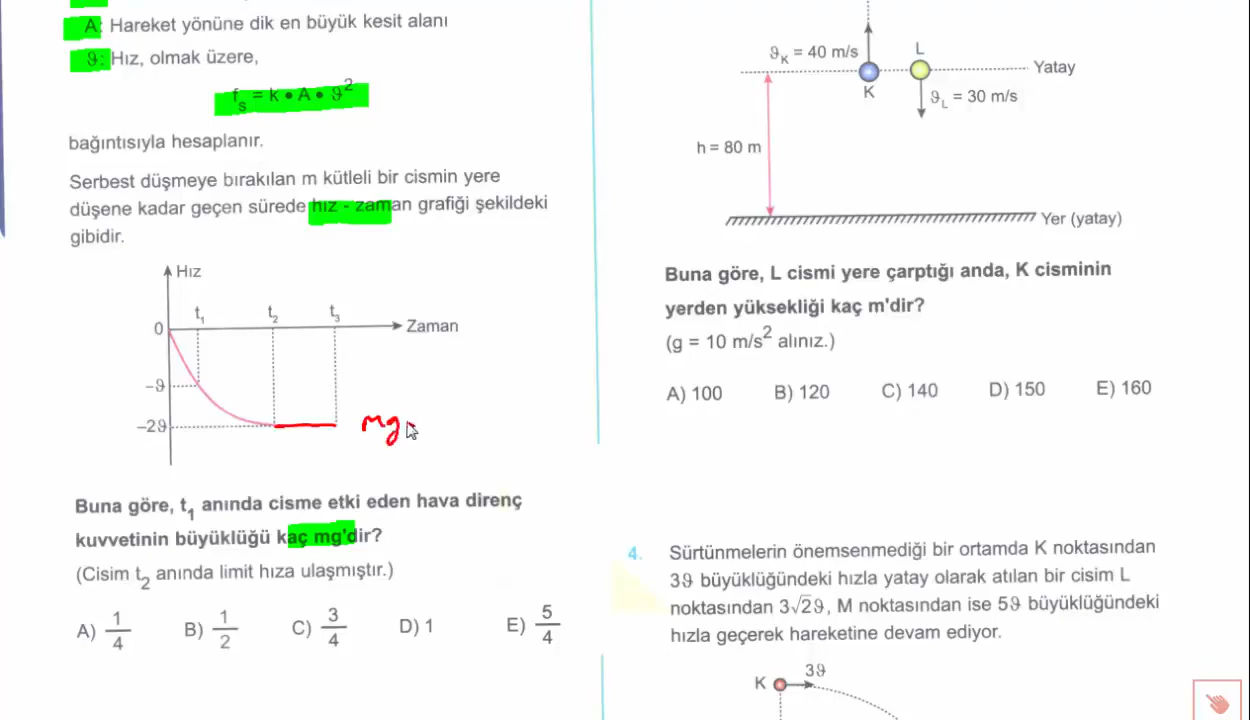 A: Hareket yönüne dik en büyük kesit alanı
ϑ: Hız, olmak üzere,
f_s = k • A • ϑ²
bağıntısıyla hesaplanır.
Serbest düşmeye bırakılan m kütleli bir cismin yere
düşene kadar geçen sürede hız - zaman grafiği şekildeki
gibidir.
Hız
t₁ t₂ t₃
0 Zaman
–ϑ
–2ϑ
mg
Buna göre, t₁ anında cisme etki eden hava direnç
kuvvetinin büyüklüğü kaç mg'dir?
(Cisim t₂ anında limit hıza ulaşmıştır.)
A) 1/4 B) 1/2 C) 3/4 D) 1 E) 5/4
ϑ_K = 40 m/s L
Yatay
K ϑ_L = 30 m/s
h = 80 m
Yer (yatay)
Buna göre, L cismi yere çarptığı anda, K cisminin
yerden yüksekliği kaç m'dir?
(g = 10 m/s² alınız.)
A) 100 B) 120 C) 140 D) 150 E) 160
4. Sürtünmelerin önemsenmediği bir ortamda K noktasından
3ϑ büyüklüğündeki hızla yatay olarak atılan bir cisim L
noktasından 3√2ϑ, M noktasından ise 5ϑ büyüklüğündeki
hızla geçerek hareketine devam ediyor.
3ϑ
K